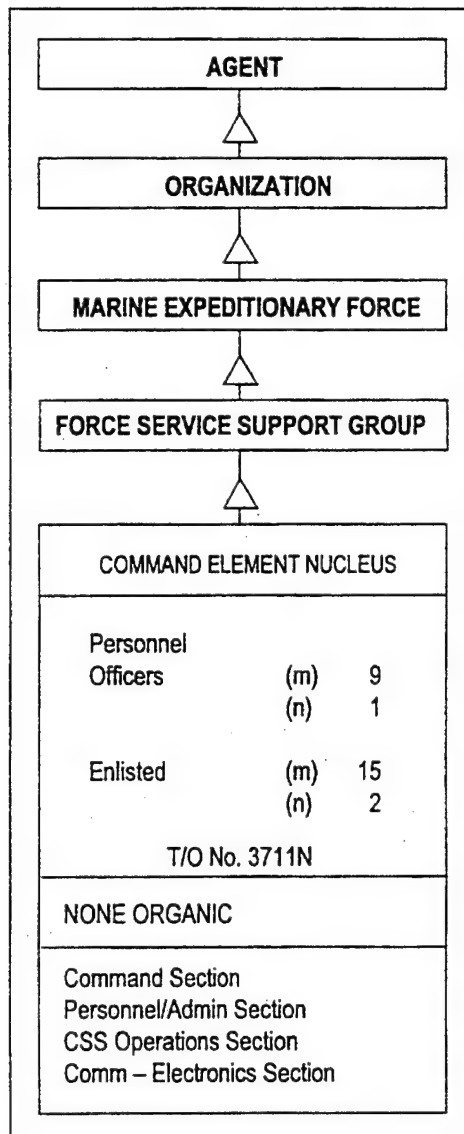 AGENT
ORGANIZATION
MARINE EXPEDITIONARY FORCE
FORCE SERVICE SUPPORT GROUP
COMMAND ELEMENT NUCLEUS
Personnel
Officers (m) 9
(n) 1
Enlisted (m) 15
(n) 2
T/O No. 3711N
NONE ORGANIC
Command Section
Personnel/Admin Section
CSS Operations Section
Comm – Electronics Section